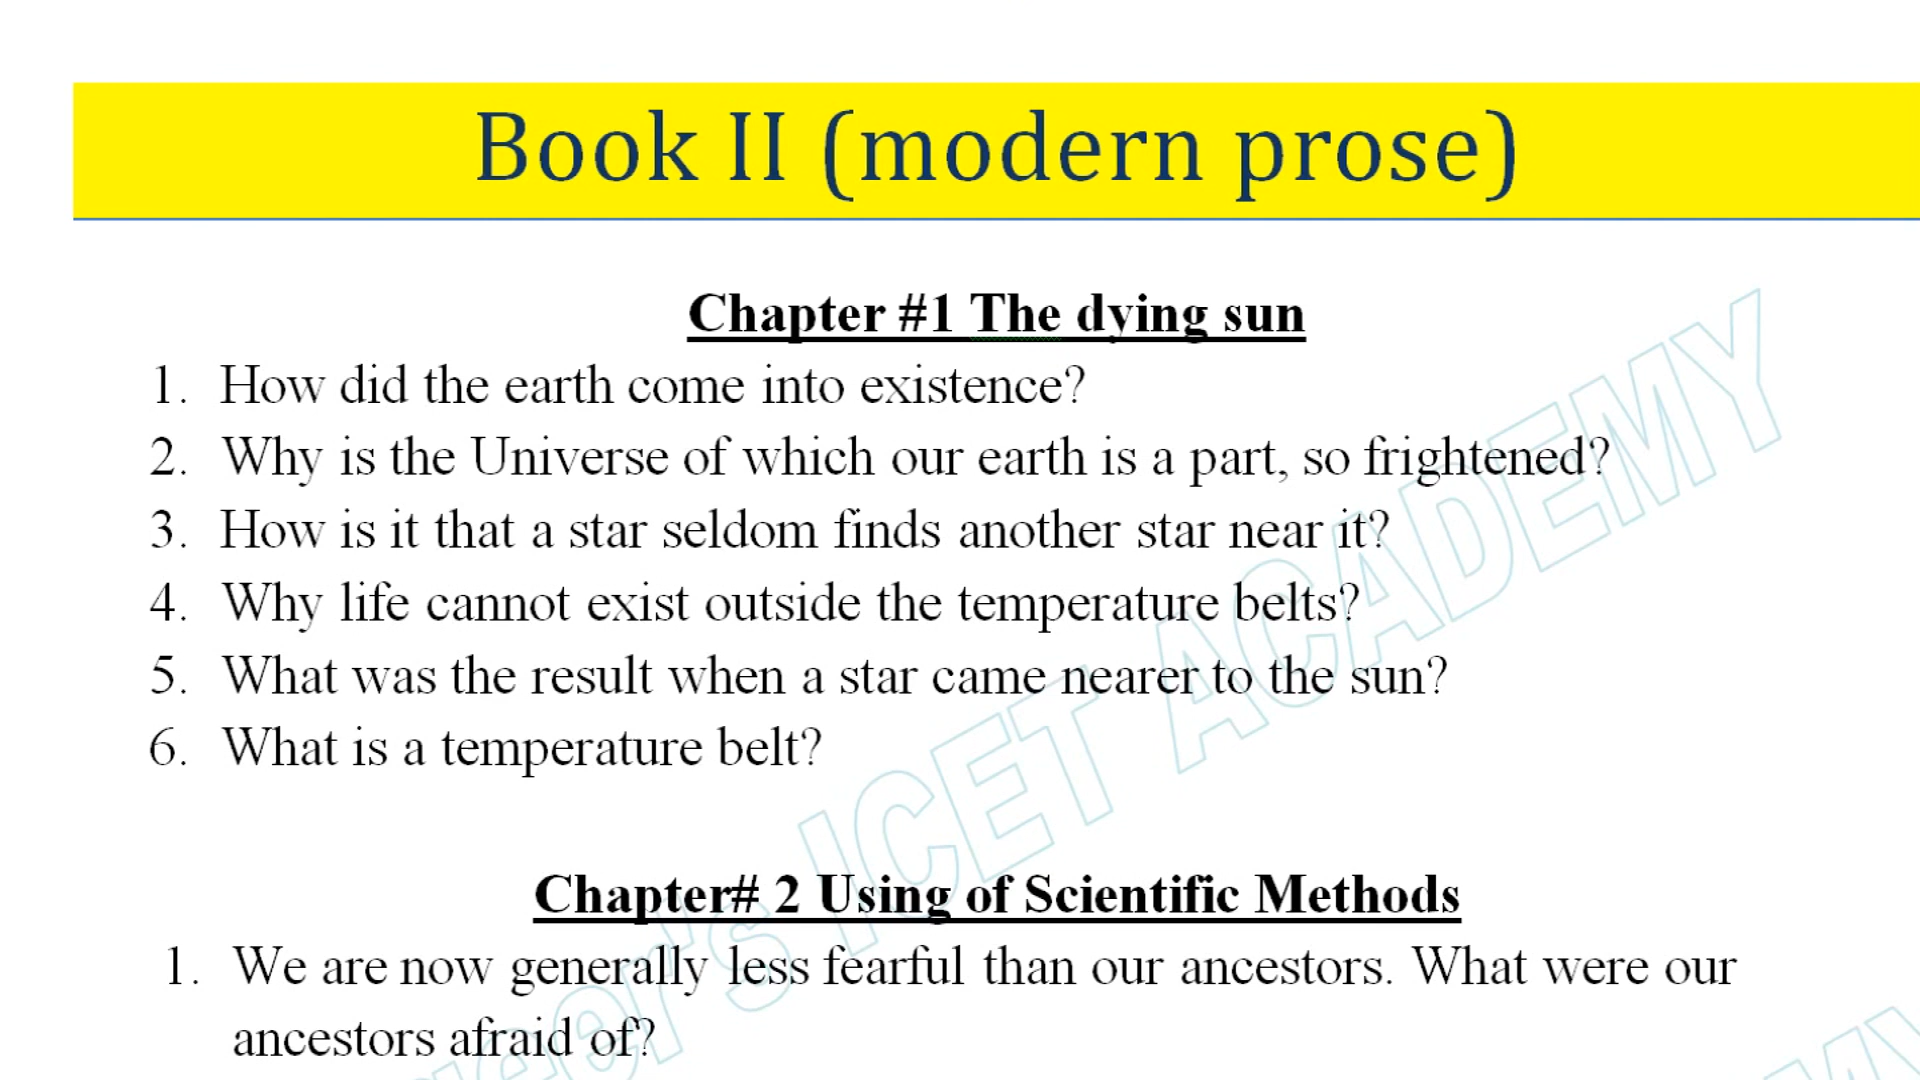 Book II (modern prose)
Chapter #1 The dying sun
1. How did the earth come into existence?
2. Why is the Universe of which our earth is a part, so frightened?
3. How is it that a star seldom finds another star near it?
4. Why life cannot exist outside the temperature belts?
5. What was the result when a star came nearer to the sun?
6. What is a temperature belt?
Chapter# 2 Using of Scientific Methods
1. We are now generally less fearful than our ancestors. What were our
ancestors afraid of?
ICET ACADEMY